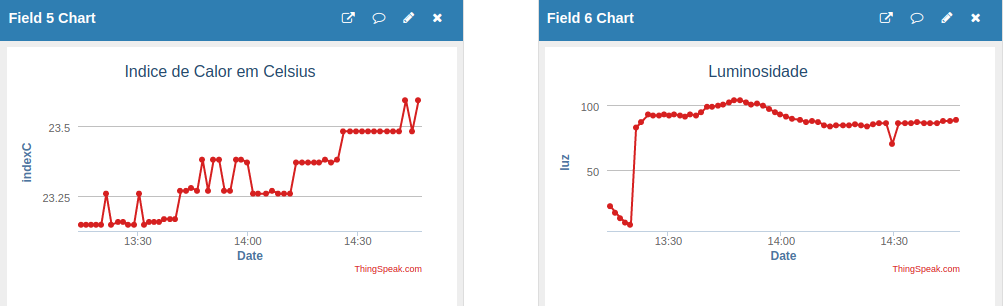 Field 5 Chart
Indice de Calor em Celsius
indexC
23.5
23.25
13:30 14:00 14:30
Date
ThingSpeak.com
Field 6 Chart
Luminosidade
luz
100
50
13:30 14:00 14:30
Date
ThingSpeak.com